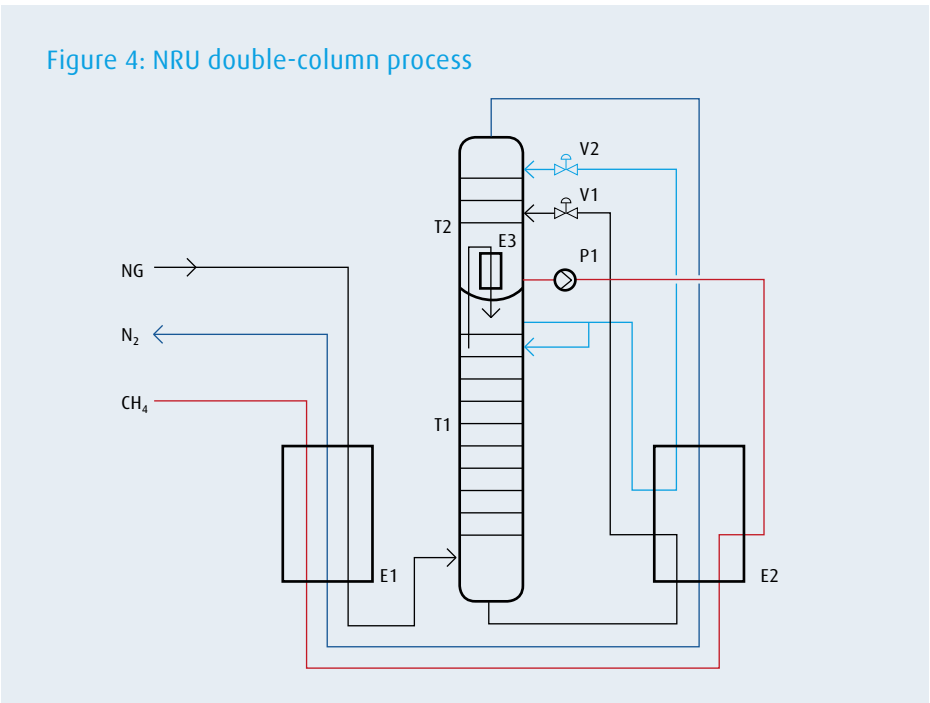 Figure 4: NRU double-column process
V2
V1
T2
E3
P1
NG
N₂
CH₄
T1
E1
E2